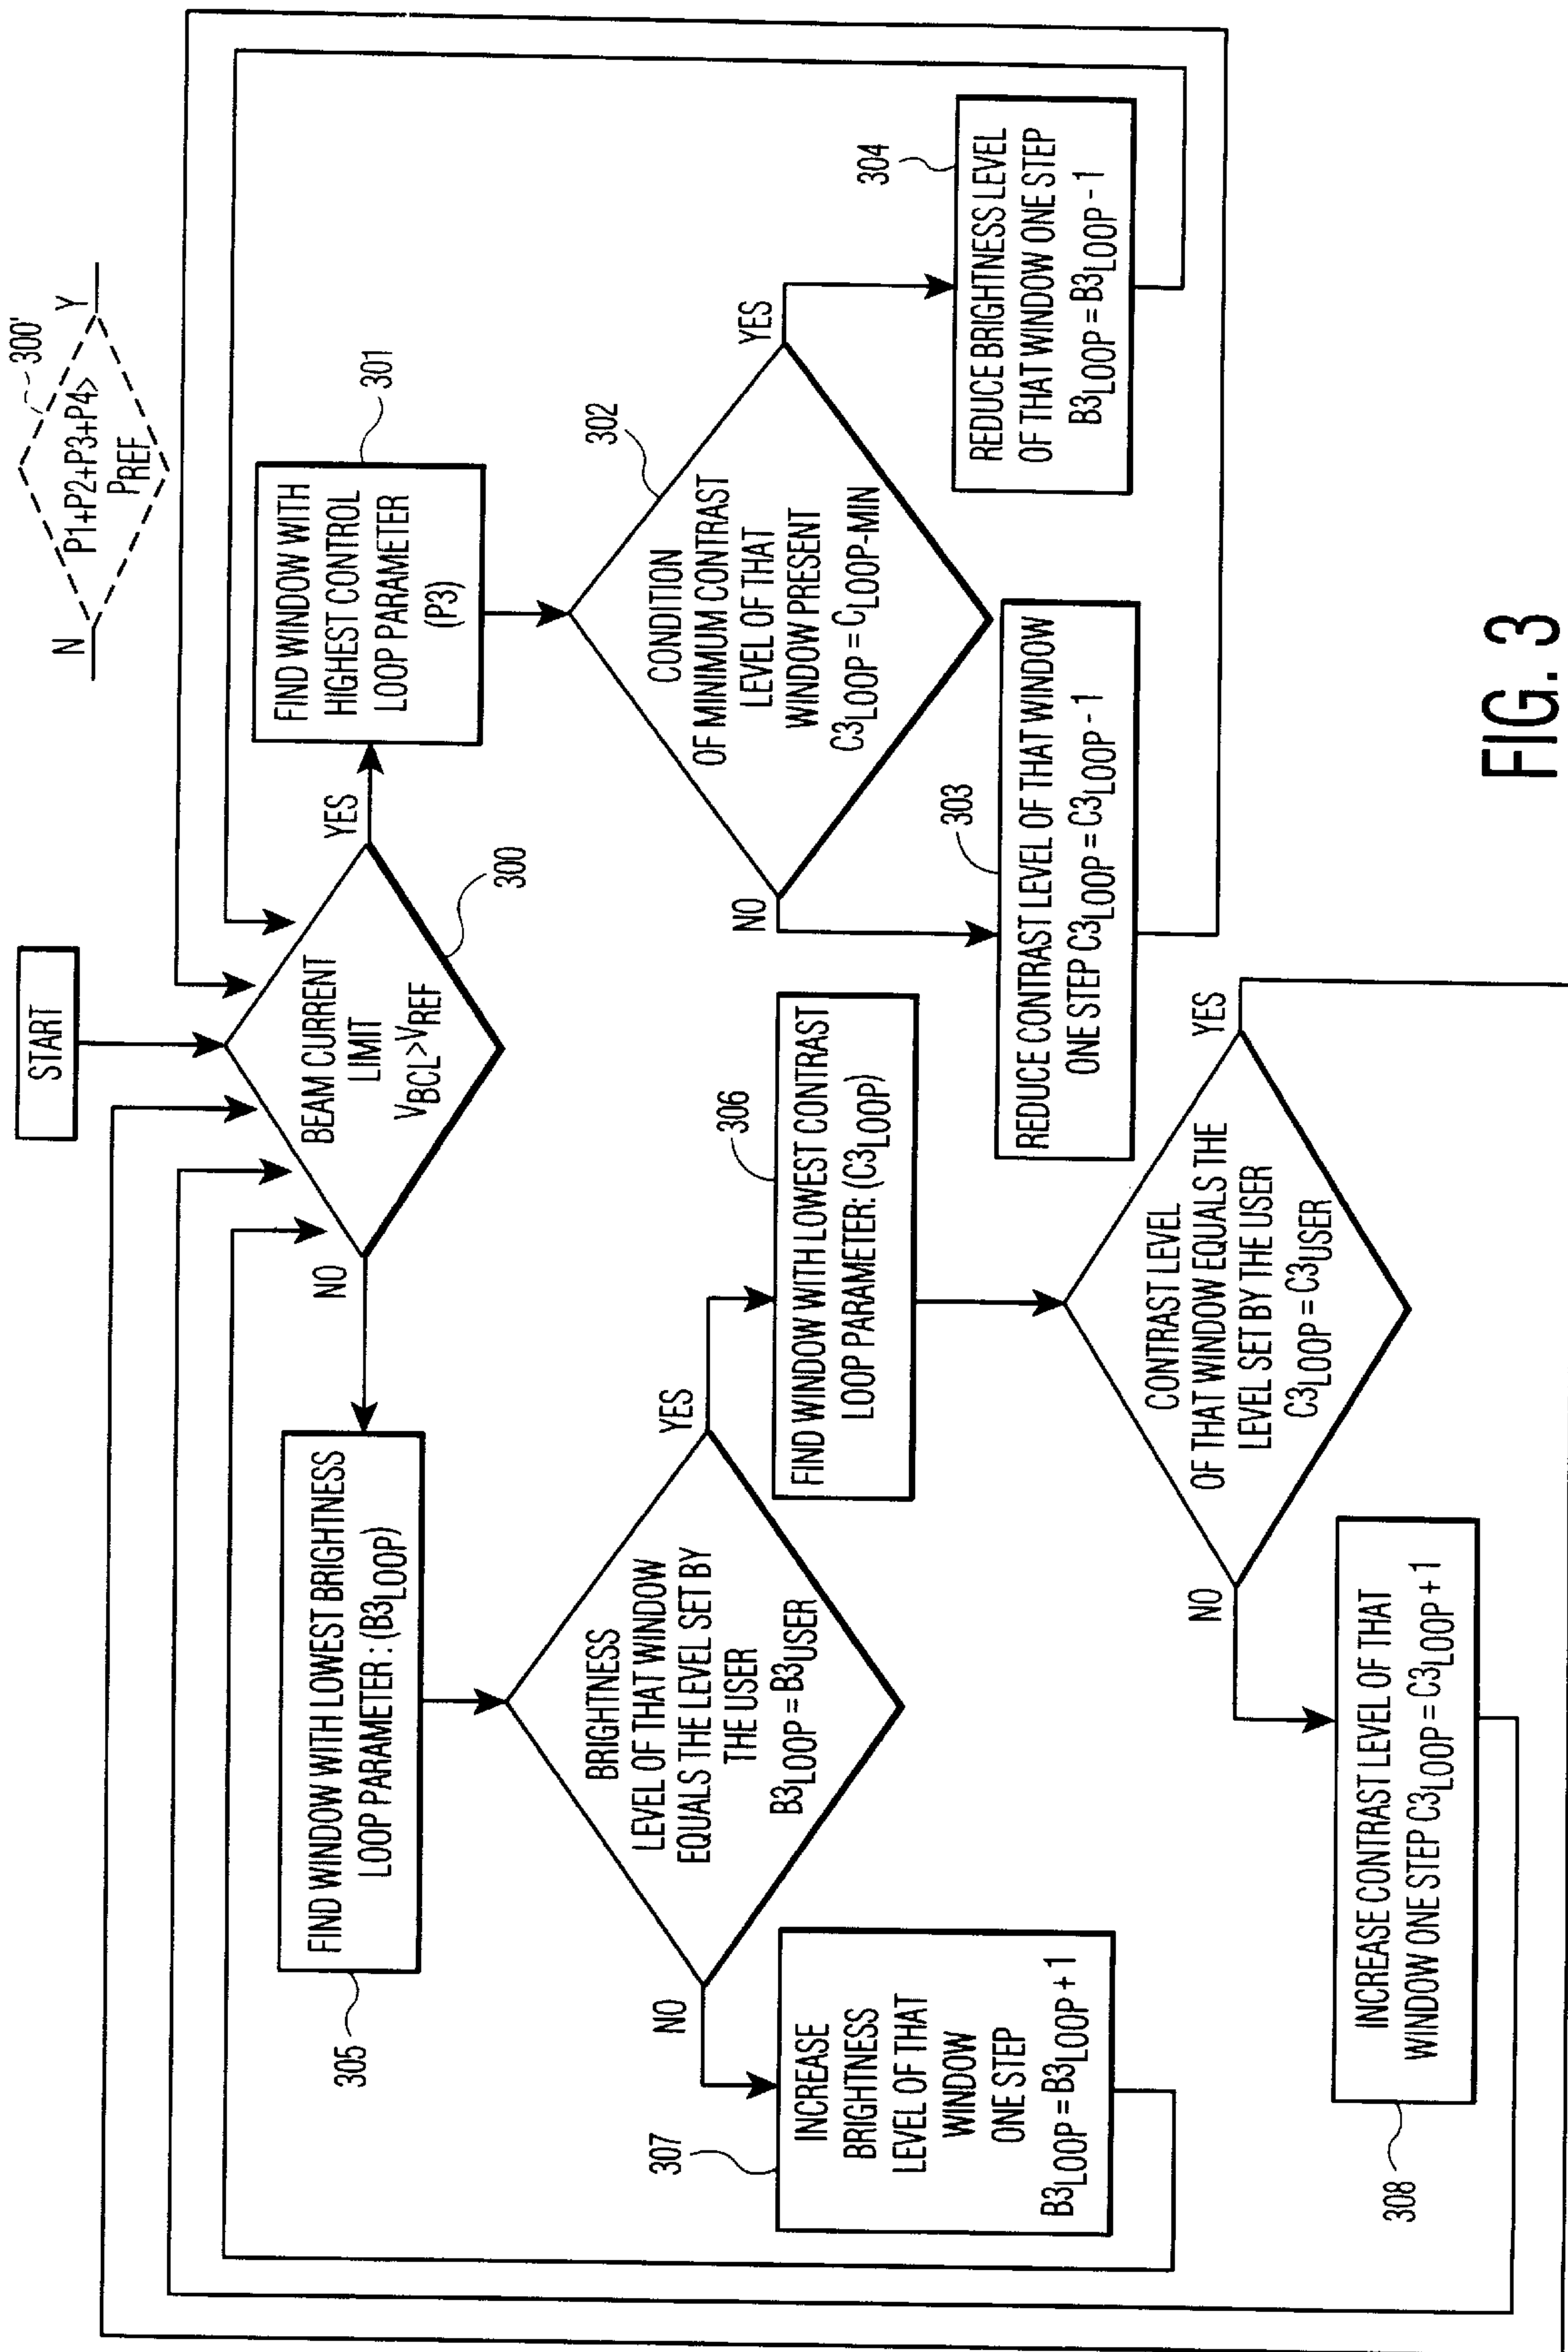 START
BEAM CURRENT
LIMIT
VBCL>VREF
300
N
P1+P2+P3+P4>
PREF
Y
300'
NO
YES
FIND WINDOW WITH LOWEST BRIGHTNESS
LOOP PARAMETER : (B3LOOP)
305
FIND WINDOW WITH
HIGHEST CONTROL
LOOP PARAMETER
(P3)
301
BRIGHTNESS
LEVEL OF THAT WINDOW
EQUALS THE LEVEL SET BY
THE USER
B3LOOP = B3USER
NO
YES
CONDITION
OF MINIMUM CONTRAST
LEVEL OF THAT
WINDOW PRESENT
C3LOOP = CLOOP-MIN
302
NO
YES
INCREASE
BRIGHTNESS
LEVEL OF THAT
WINDOW
ONE STEP
B3LOOP = B3LOOP + 1
307
FIND WINDOW WITH LOWEST CONTRAST
LOOP PARAMETER: (C3LOOP)
306
REDUCE CONTRAST LEVEL OF THAT WINDOW
ONE STEP C3LOOP = C3LOOP - 1
303
REDUCE BRIGHTNESS LEVEL
OF THAT WINDOW ONE STEP
B3LOOP = B3LOOP - 1
304
CONTRAST LEVEL
OF THAT WINDOW EQUALS THE
LEVEL SET BY THE USER
C3LOOP = C3USER
NO
YES
INCREASE CONTRAST LEVEL OF THAT
WINDOW ONE STEP C3LOOP = C3LOOP + 1
308
FIG. 3